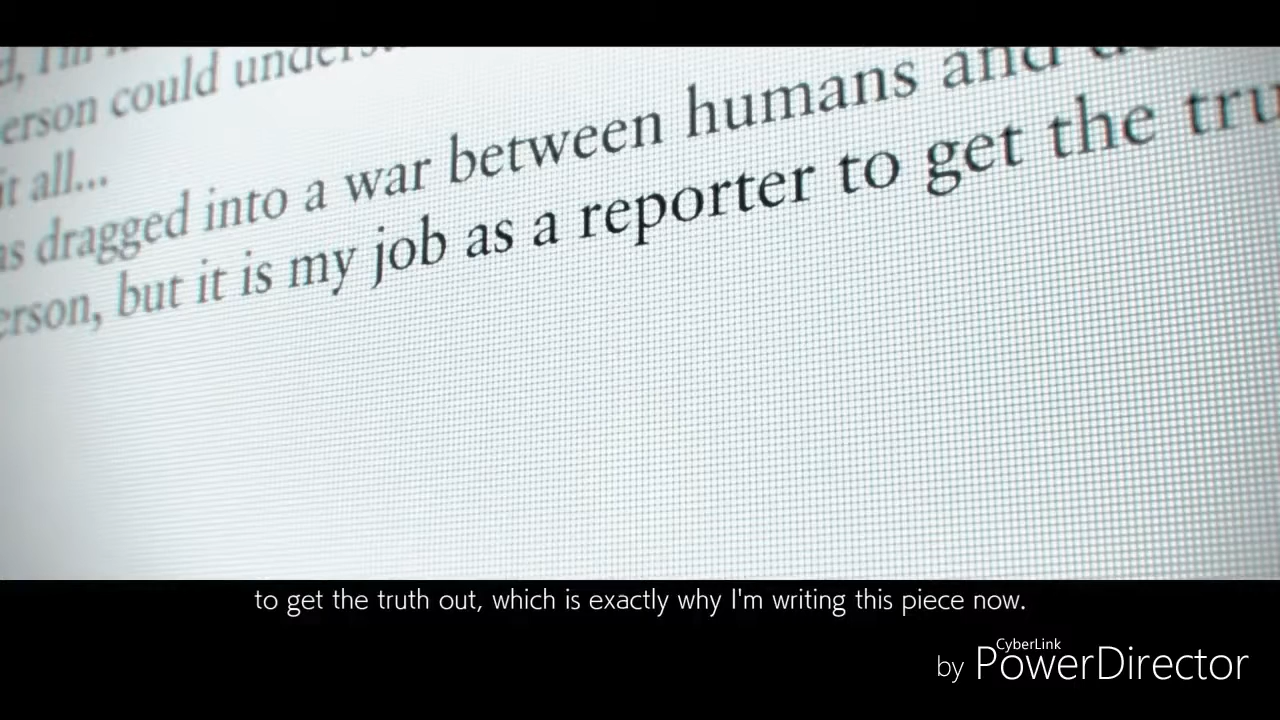 erson could
it all...
as dragged into a war between humans and
erson, but it is my job as a reporter to get the tru
to get the truth out, which is exactly why I'm writing this piece now.
CyberLink
by PowerDirector